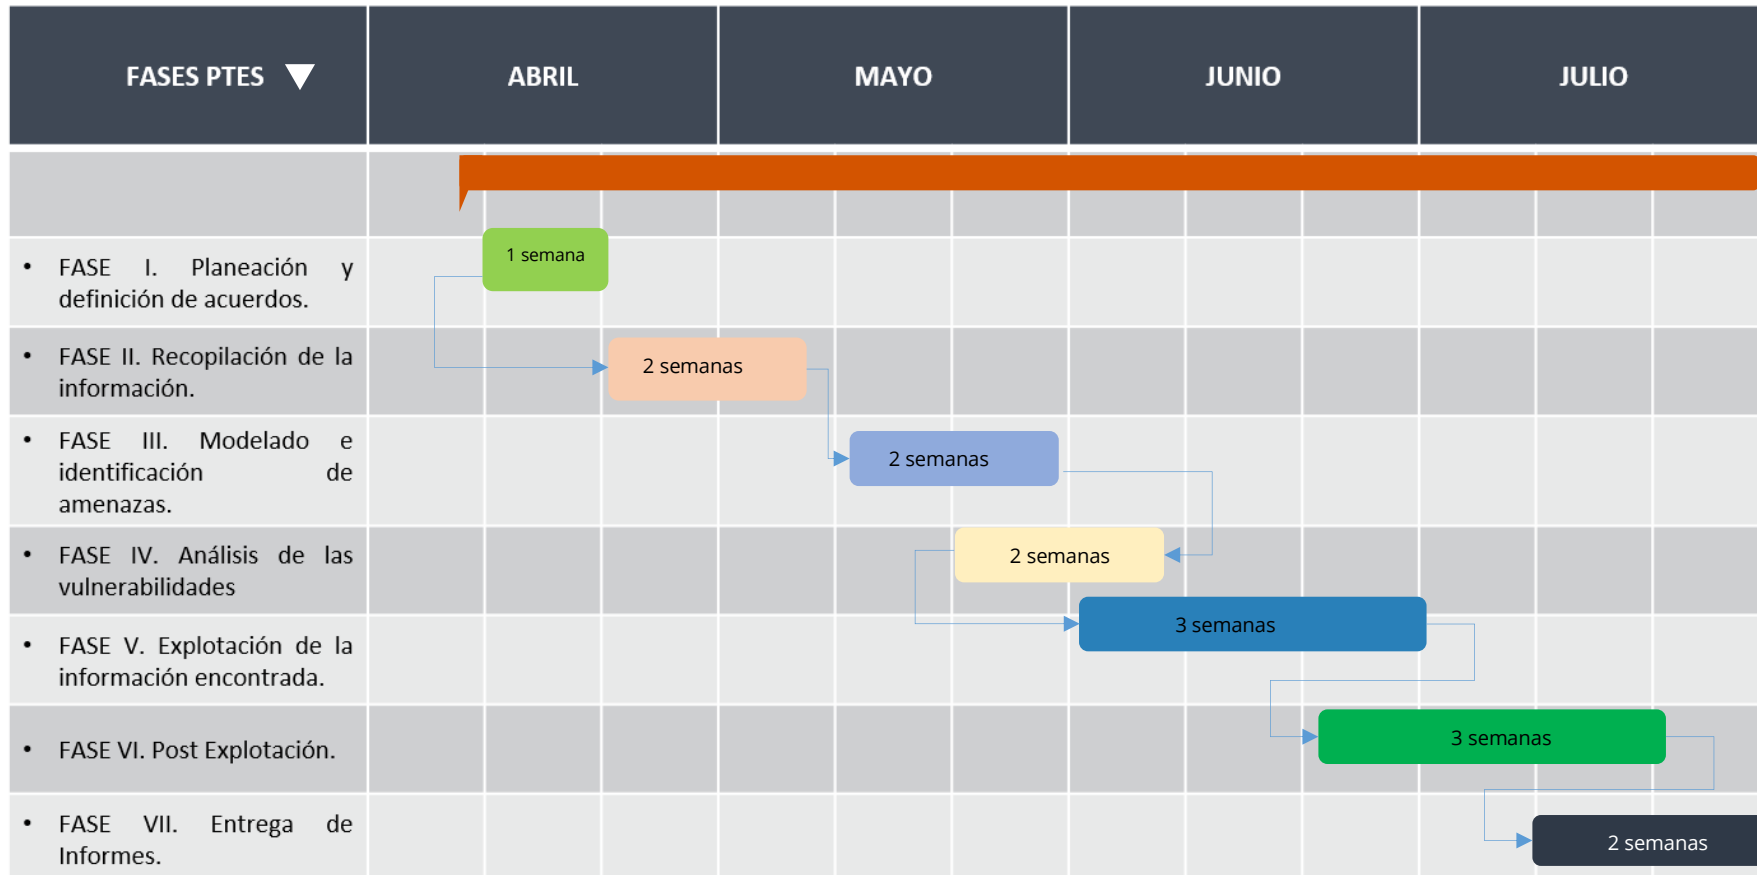 FASES PTES
ABRIL
MAYO
JUNIO
JULIO
1 semana
• FASE I. Planeación y
definición de acuerdos.
• FASE II. Recopilación de la
información.
2 semanas
• FASE III. Modelado e
identificación de
amenazas.
2 semanas
• FASE IV. Análisis de las
vulnerabilidades
2 semanas
• FASE V. Explotación de la
información encontrada.
3 semanas
• FASE VI. Post Explotación.
3 semanas
• FASE VII. Entrega de
Informes.
2 semanas